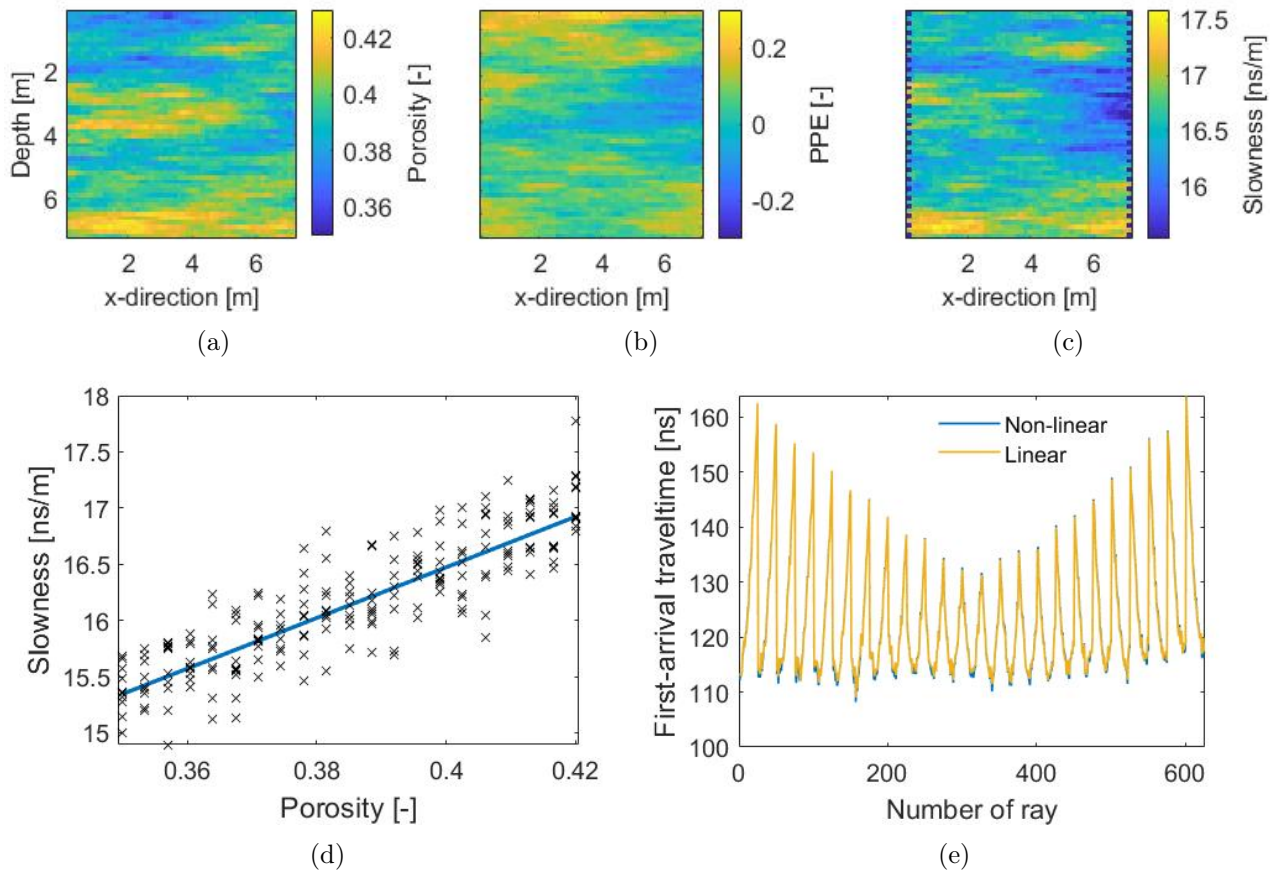 Depth [m]
2
4
6
2 4 6
x-direction [m]
0.42
0.4
0.38
0.36
Porosity [-]
(a)
2 4 6
x-direction [m]
0.2
0
-0.2
PPE [-]
(b)
2 4 6
x-direction [m]
17.5
17
16.5
16
Slowness [ns/m]
(c)
Slowness [ns/m]
18
17.5
17
16.5
16
15.5
15
0.36 0.38 0.4 0.42
Porosity [-]
(d)
First-arrival traveltime [ns]
160
150
140
130
120
110
100
Non-linear
Linear
0 200 400 600
Number of ray
(e)